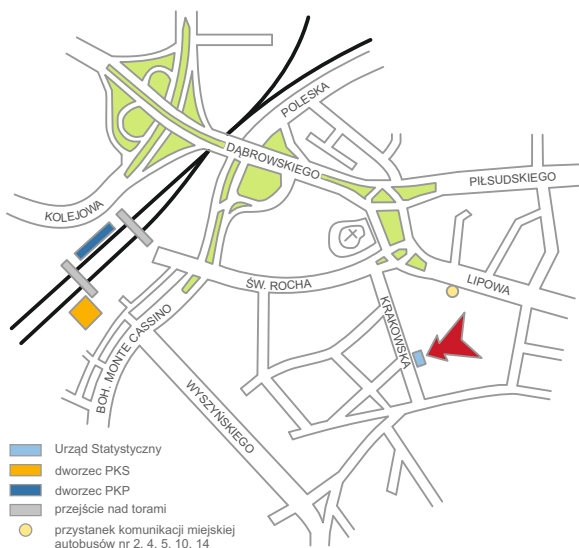 POLESKA
DĄBROWSKIEGO
PIŁSUDSKIEGO
KOLEJOWA
ŚW. ROCHA
LIPOWA
KRAKOWSKA
BOH. MONTE CASSINO
WYSZYŃSKIEGO
Urząd Statystyczny
dworzec PKS
dworzec PKP
przejście nad torami
przystanek komunikacji miejskiej
autobusów nr 2, 4, 5, 10, 14